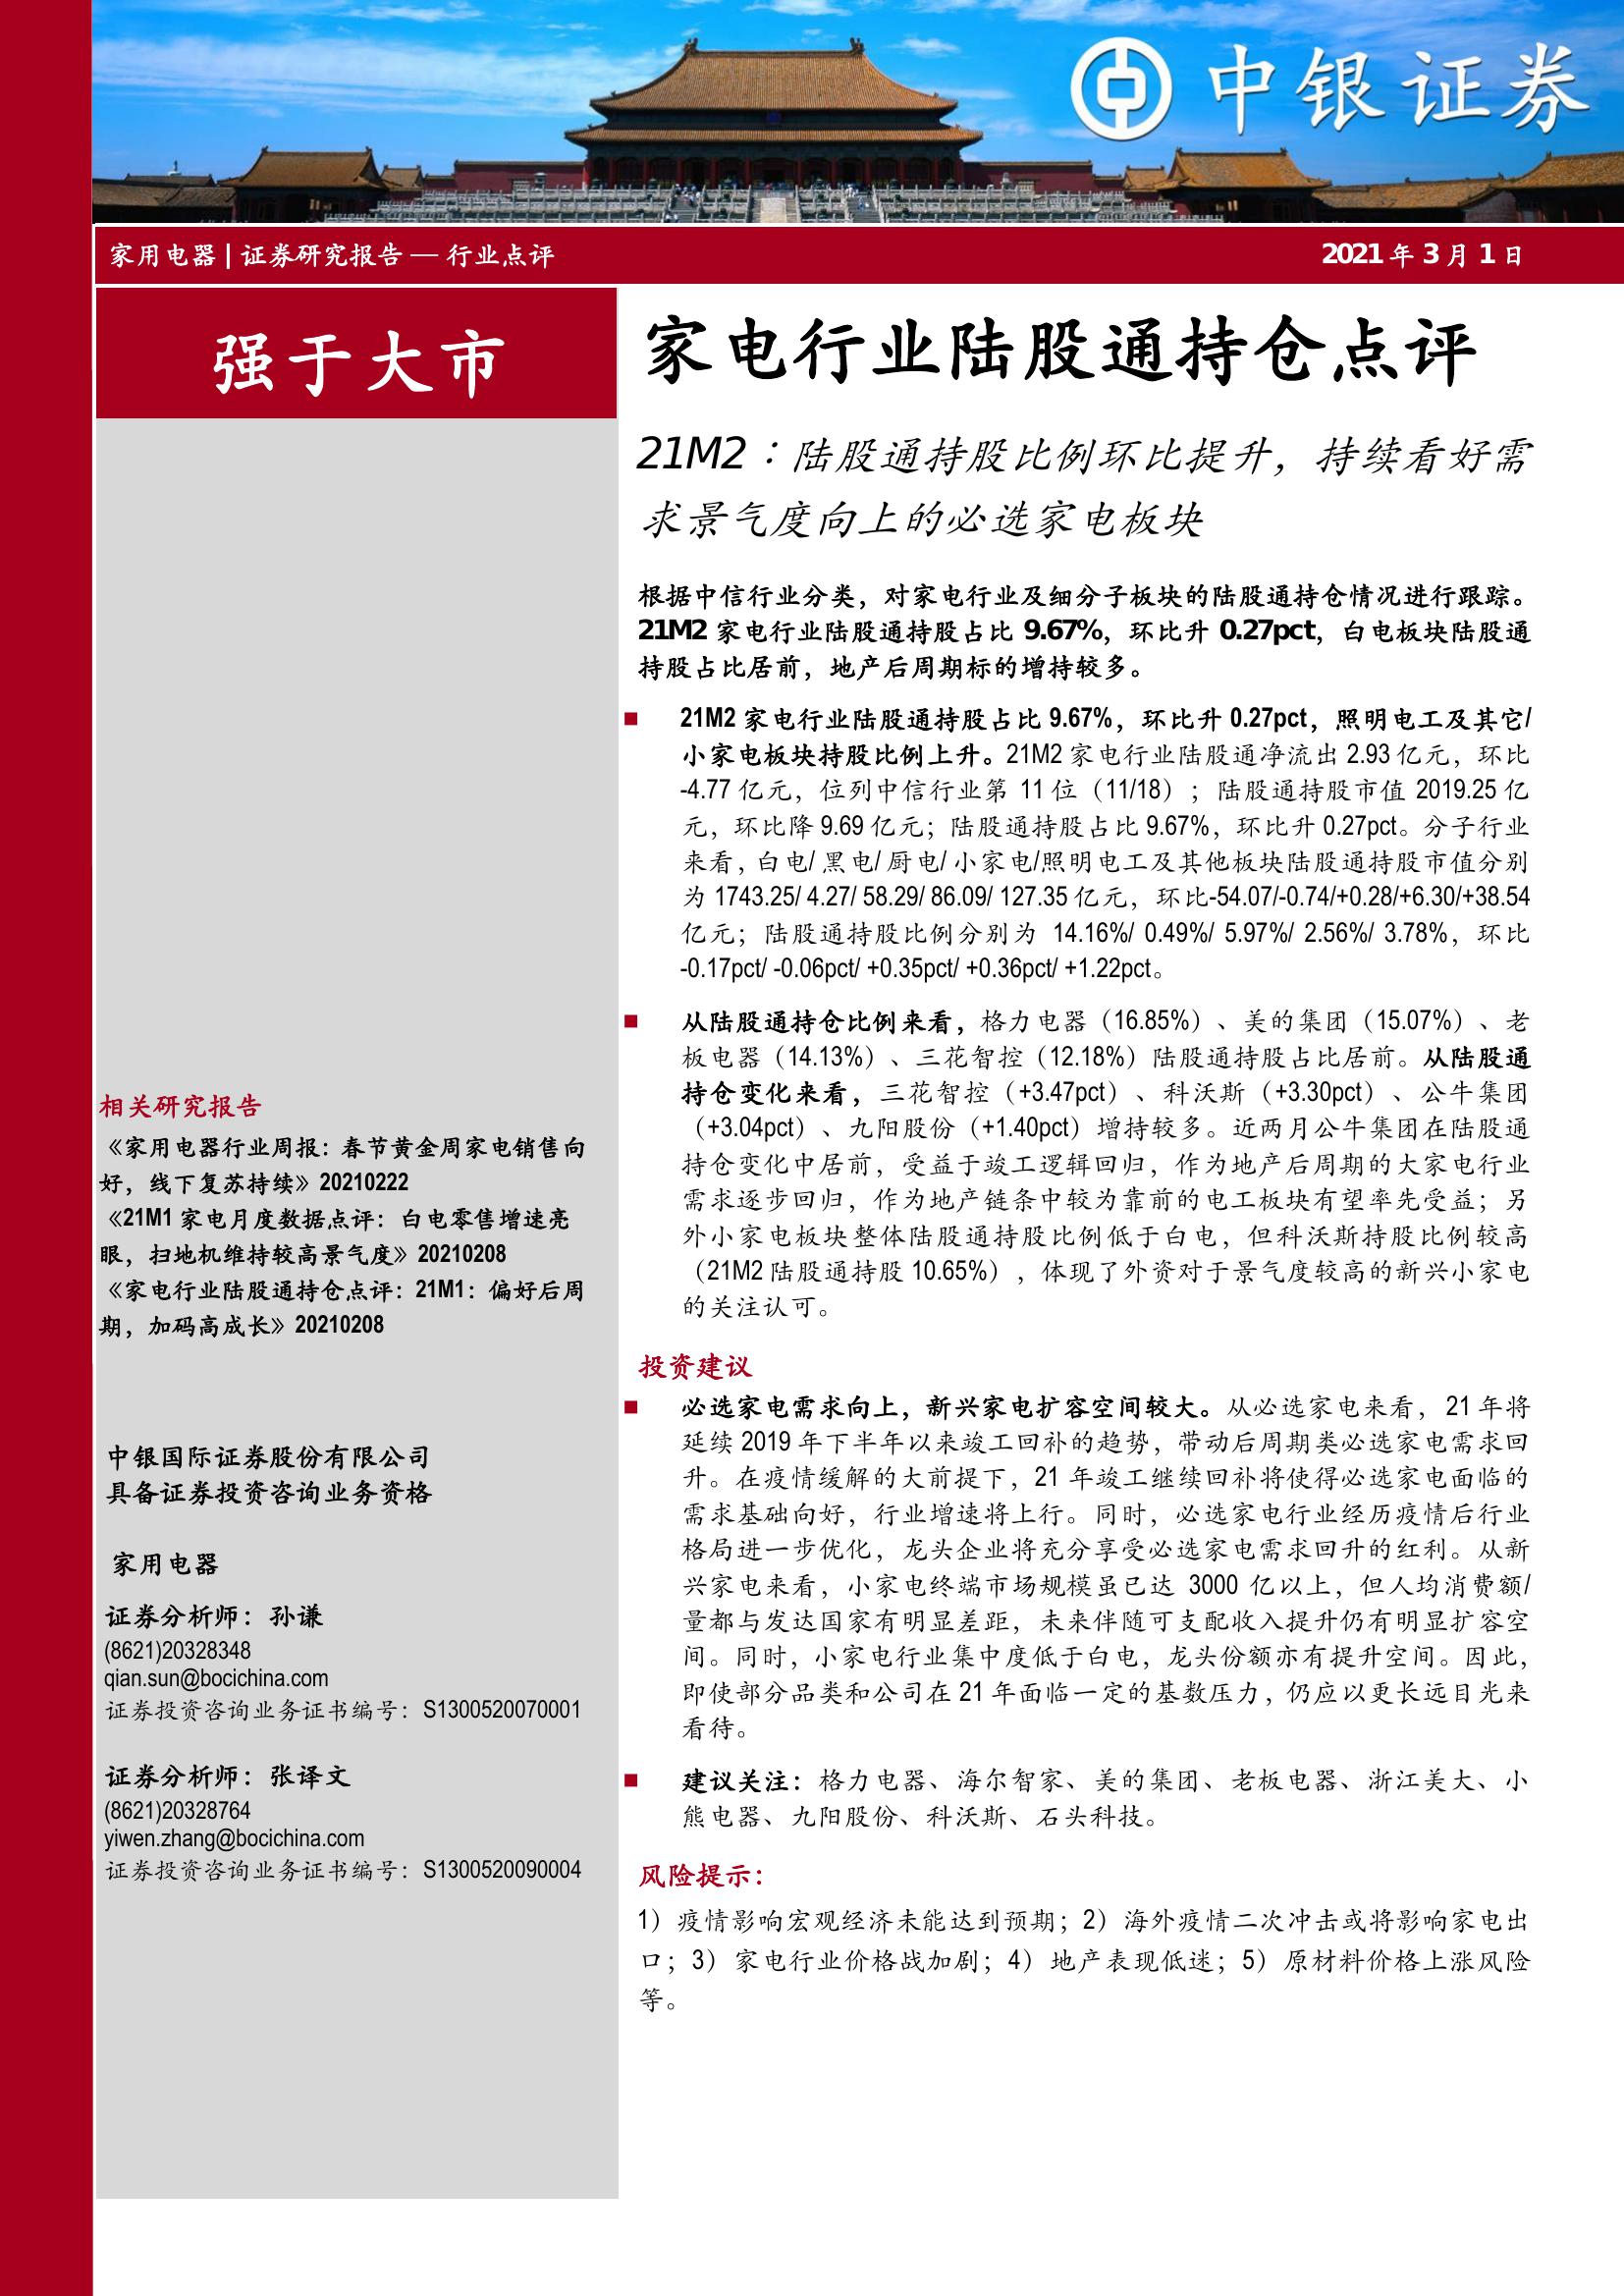 中银证券
家用电器 | 证券研究报告 — 行业点评
2021 年 3 月 1 日
强于大市
相关研究报告
《家用电器行业周报：春节黄金周家电销售向
好，线下复苏持续》20210222
《21M1 家电月度数据点评：白电零售增速亮
眼，扫地机维持较高景气度》20210208
《家电行业陆股通持仓点评：21M1：偏好后周
期，加码高成长》20210208
中银国际证券股份有限公司
具备证券投资咨询业务资格
家用电器
证券分析师：孙谦
(8621)20328348
qian.sun@bocichina.com
证券投资咨询业务证书编号：S1300520070001
证券分析师：张译文
(8621)20328764
yiwen.zhang@bocichina.com
证券投资咨询业务证书编号：S1300520090004
家电行业陆股通持仓点评
21M2：陆股通持股比例环比提升，持续看好需
求景气度向上的必选家电板块
根据中信行业分类，对家电行业及细分子板块的陆股通持仓情况进行跟踪。
21M2 家电行业陆股通持股占比 9.67%，环比升 0.27pct，白电板块陆股通
持股占比居前，地产后周期标的增持较多。
■ 21M2 家电行业陆股通持股占比 9.67%，环比升 0.27pct，照明电工及其它/
小家电板块持股比例上升。21M2 家电行业陆股通净流出 2.93 亿元，环比
-4.77 亿元，位列中信行业第 11 位（11/18）；陆股通持股市值 2019.25 亿
元，环比降 9.69 亿元；陆股通持股占比 9.67%，环比升 0.27pct。分子行业
来看，白电/ 黑电/ 厨电/ 小家电/照明电工及其他板块陆股通持股市值分别
为 1743.25/ 4.27/ 58.29/ 86.09/ 127.35 亿元，环比-54.07/-0.74/+0.28/+6.30/+38.54
亿元；陆股通持股比例分别为 14.16%/ 0.49%/ 5.97%/ 2.56%/ 3.78%，环比
-0.17pct/ -0.06pct/ +0.35pct/ +0.36pct/ +1.22pct。
■ 从陆股通持仓比例来看，格力电器（16.85%）、美的集团（15.07%）、老
板电器（14.13%）、三花智控（12.18%）陆股通持股占比居前。从陆股通
持仓变化来看，三花智控（+3.47pct）、科沃斯（+3.30pct）、公牛集团
（+3.04pct）、九阳股份（+1.40pct）增持较多。近两月公牛集团在陆股通
持仓变化中居前，受益于竣工逻辑回归，作为地产后周期的大家电行业
需求逐步回归，作为地产链条中较为靠前的电工板块有望率先受益；另
外小家电板块整体陆股通持股比例低于白电，但科沃斯持股比例较高
（21M2 陆股通持股 10.65%），体现了外资对于景气度较高的新兴小家电
的关注认可。
投资建议
■ 必选家电需求向上，新兴家电扩容空间较大。从必选家电来看，21 年将
延续 2019 年下半年以来竣工回补的趋势，带动后周期类必选家电需求回
升。在疫情缓解的大前提下，21 年竣工继续回补将使得必选家电面临的
需求基础向好，行业增速将上行。同时，必选家电行业经历疫情后行业
格局进一步优化，龙头企业将充分享受必选家电需求回升的红利。从新
兴家电来看，小家电终端市场规模虽已达 3000 亿以上，但人均消费额/
量都与发达国家有明显差距，未来伴随可支配收入提升仍有明显扩容空
间。同时，小家电行业集中度低于白电，龙头份额亦有提升空间。因此，
即使部分品类和公司在 21 年面临一定的基数压力，仍应以更长远目光来
看待。
■ 建议关注：格力电器、海尔智家、美的集团、老板电器、浙江美大、小
熊电器、九阳股份、科沃斯、石头科技。
风险提示：
1）疫情影响宏观经济未能达到预期；2）海外疫情二次冲击或将影响家电出
口；3）家电行业价格战加剧；4）地产表现低迷；5）原材料价格上涨风险
等。